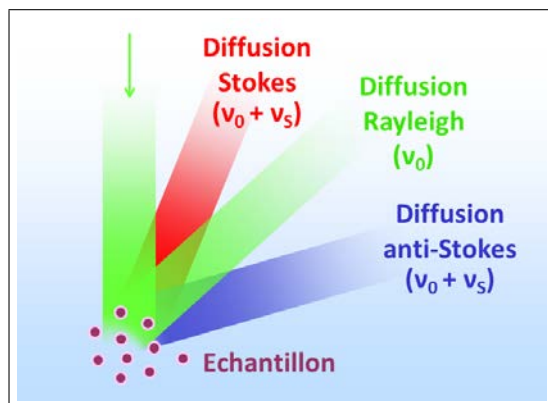 Diffusion
Stokes
(ν₀ + νₛ)
Diffusion
Rayleigh
(ν₀)
Diffusion
anti-Stokes
(ν₀ + νₛ)
Echantillon